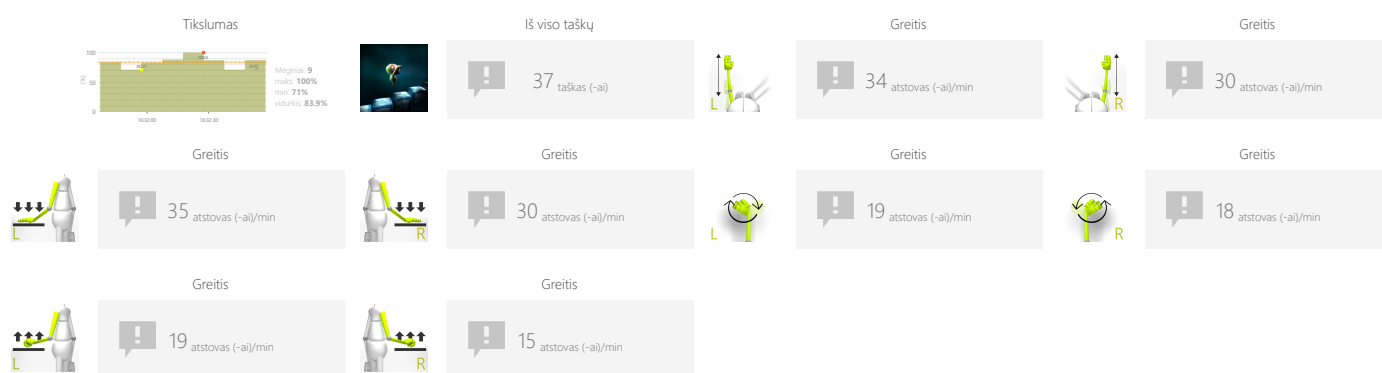 Tikslumas
100
50
0
[%]
max
min
avg
16:32:00
16:32:30
Mėginiai: 9
maks: 100%
min: 71%
vidurkis: 83.9%
Iš viso taškų
37 taškas (-ai)
Greitis
L
34 atstovas (-ai)/min
Greitis
R
30 atstovas (-ai)/min
Greitis
L
35 atstovas (-ai)/min
Greitis
R
30 atstovas (-ai)/min
Greitis
L
19 atstovas (-ai)/min
Greitis
R
18 atstovas (-ai)/min
Greitis
L
19 atstovas (-ai)/min
Greitis
R
15 atstovas (-ai)/min